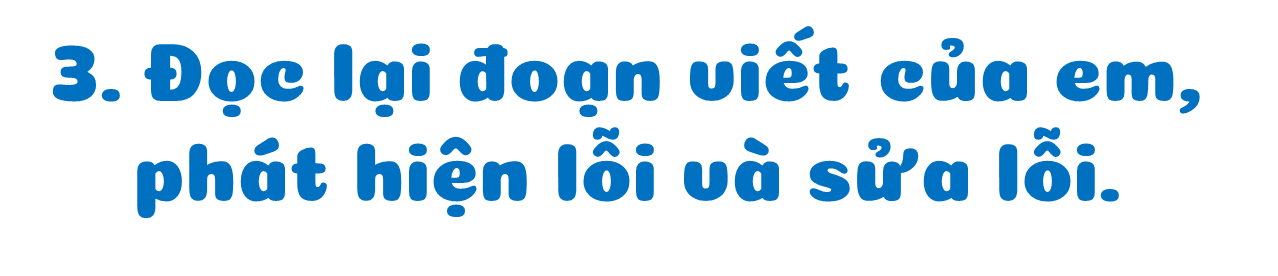 3. Đọc lại đoạn viết của em,
phát hiện lỗi và sửa lỗi.